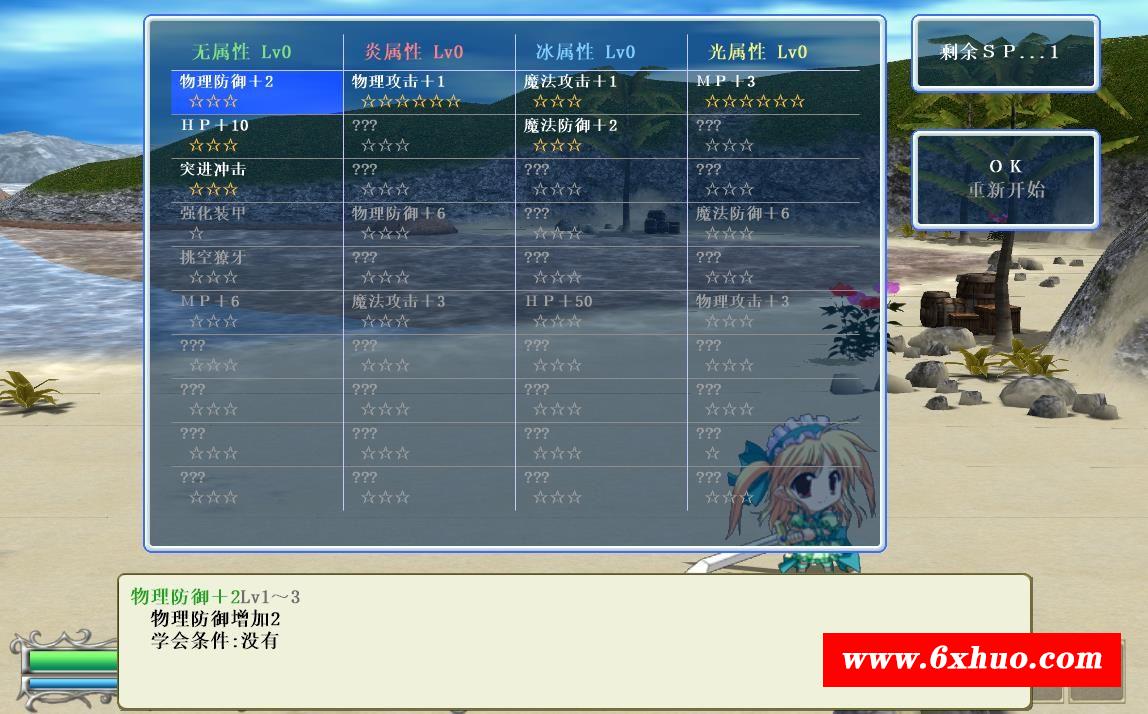 无属性 Lv0 炎属性 Lv0 冰属性 Lv0 光属性 Lv0
物理防御＋2 物理攻击＋1 魔法攻击＋1 ＭＰ＋3
☆☆☆ ☆☆☆☆☆☆ ☆☆☆ ☆☆☆☆☆☆
ＨＰ＋10 ??? 魔法防御＋2 ???
☆☆☆ ☆☆☆ ☆☆☆ ☆☆☆
突进冲击 ??? ??? ???
☆☆☆ ☆☆☆ ☆☆☆ ☆☆☆
强化装甲 物理防御＋6 ??? 魔法防御＋6
☆ ☆☆☆ ☆☆☆ ☆☆☆
挑空獠牙 ??? ??? ???
☆☆☆ ☆☆☆ ☆☆☆ ☆☆☆
ＭＰ＋6 魔法攻击＋3 ＨＰ＋50 物理攻击＋3
☆☆☆ ☆☆☆ ☆☆☆ ☆☆☆
??? ??? ??? ???
☆☆☆ ☆☆☆ ☆☆☆ ☆☆☆
??? ??? ??? ???
☆☆☆ ☆☆☆ ☆☆☆ ☆☆☆
??? ??? ??? ???
☆☆☆ ☆☆☆ ☆☆☆ ☆
??? ??? ??? ???
☆☆☆ ☆☆☆ ☆☆☆ ☆☆☆
剩余ＳＰ...1
ＯＫ
重新开始
物理防御＋2Lv1～3
物理防御增加2
学会条件:没有
www.6xhuo.com